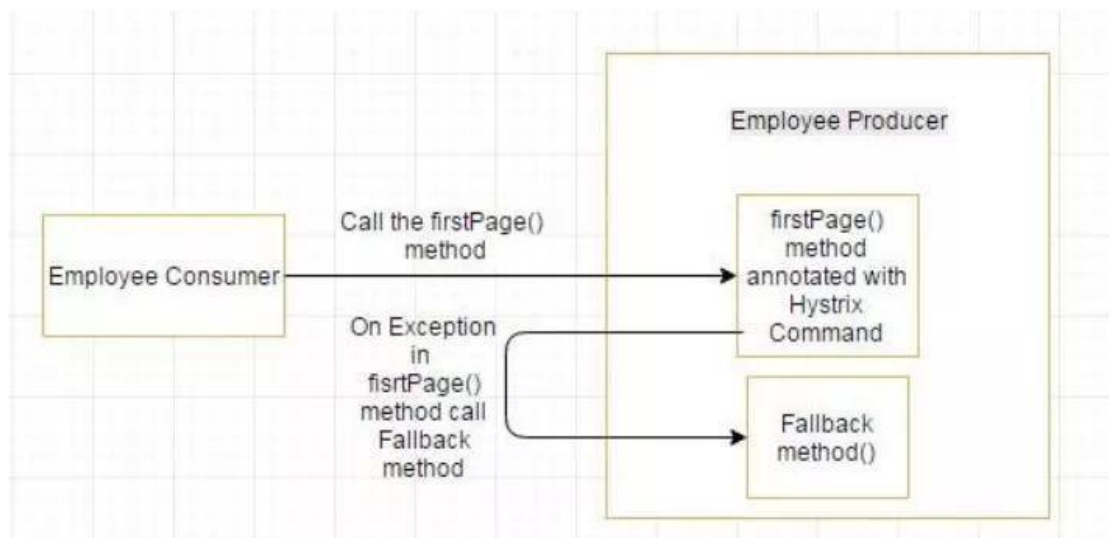 Employee Producer
Call the firstPage()
method
firstPage()
method
annotated with
Hystrix
Command
Employee Consumer
On Exception
in
fisrtPage()
method call
Fallback
method
Fallback
method()